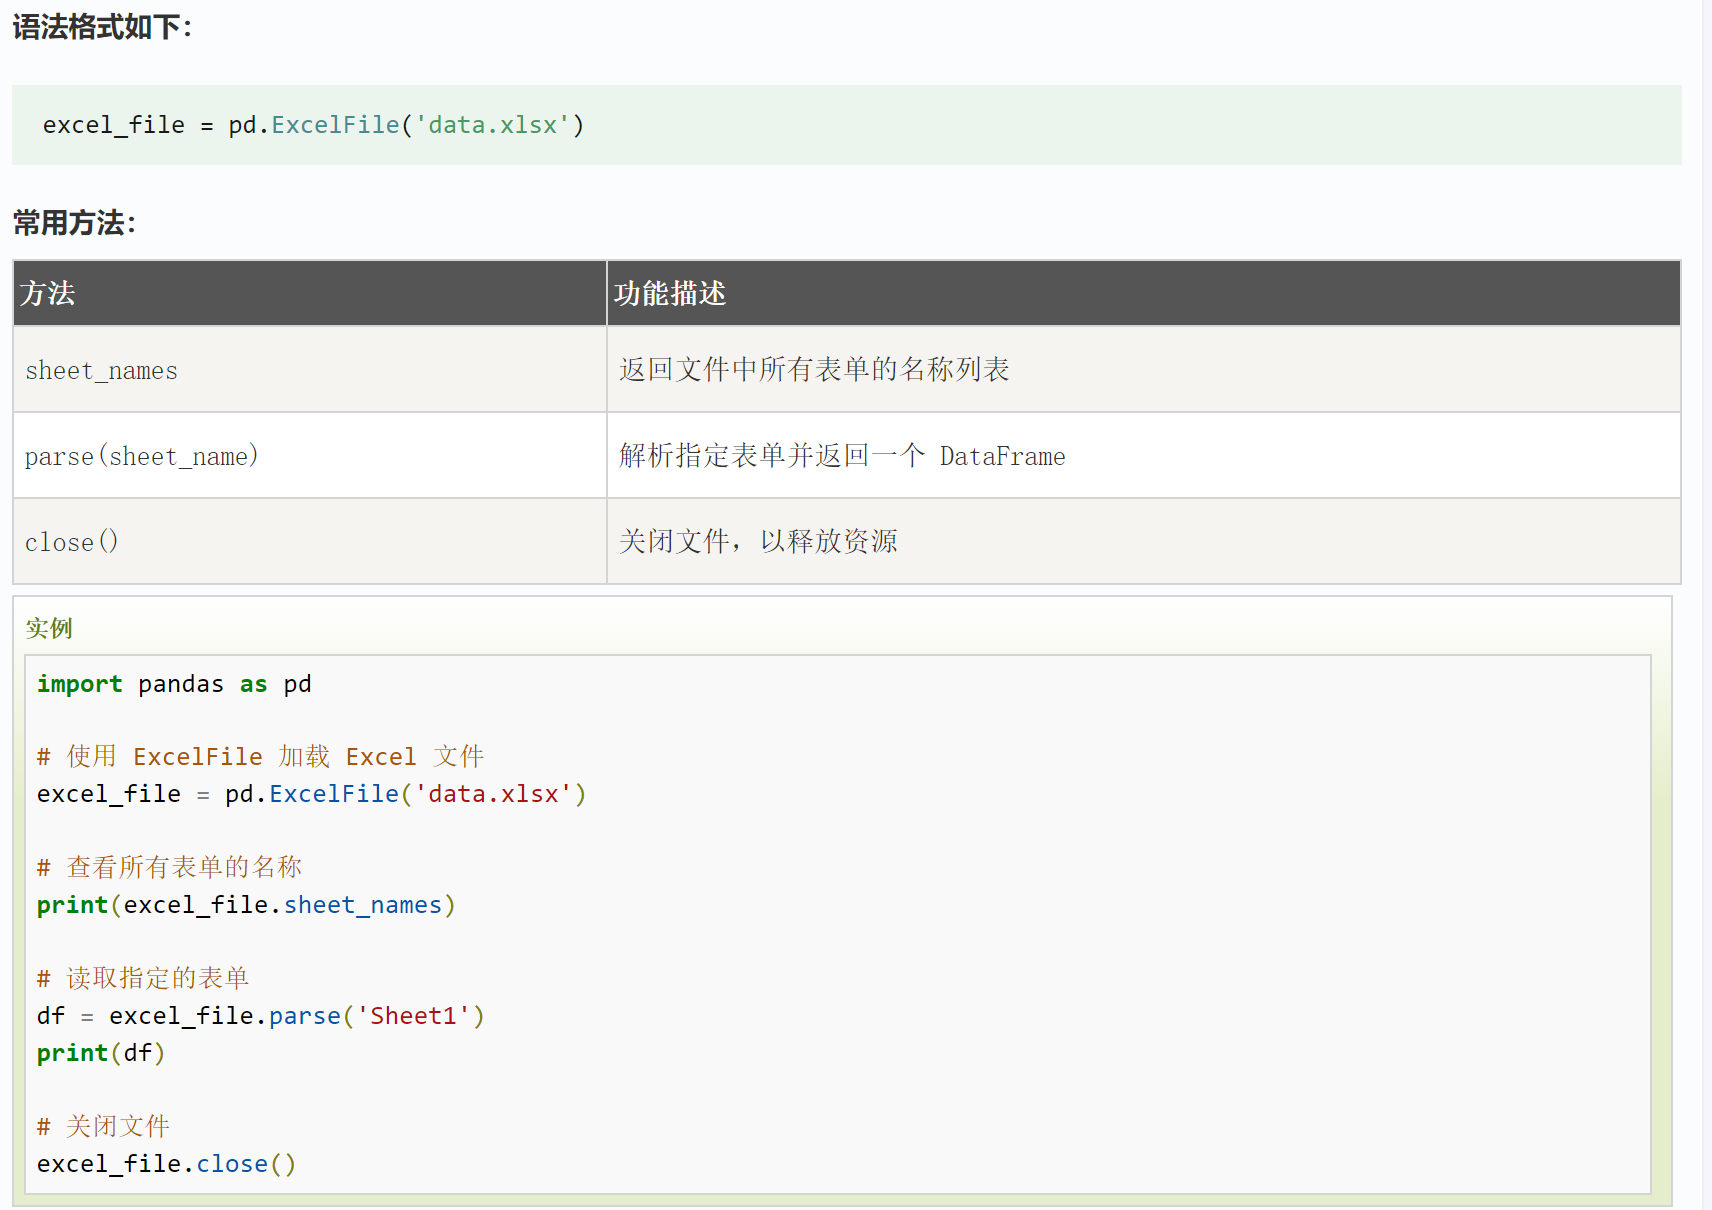 语法格式如下：
excel_file = pd.ExcelFile('data.xlsx')
常用方法：
方法 功能描述
sheet_names 返回文件中所有表单的名称列表
parse(sheet_name) 解析指定表单并返回一个 DataFrame
close() 关闭文件，以释放资源
实例
import pandas as pd
# 使用 ExcelFile 加载 Excel 文件
excel_file = pd.ExcelFile('data.xlsx')
# 查看所有表单的名称
print(excel_file.sheet_names)
# 读取指定的表单
df = excel_file.parse('Sheet1')
print(df)
# 关闭文件
excel_file.close()